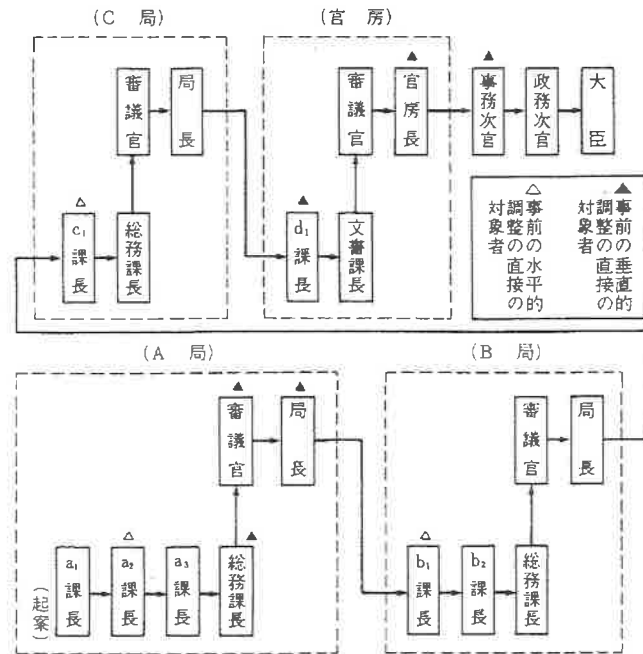 (C 局)
(官 房)
審議官
局長
審議官
▲
官房長
▲
事務次官
政務次官
大臣
△
c₁課長
総務課長
▲
d₁課長
文審課長
▲事前の垂直的
調整の直接の
対象者
△事前の水平的
調整の直接の
対象者
(A 局)
(B 局)
▲
審議官
▲
局長
審議官
局長
(起案)
a₁課長
△
a₂課長
a₃課長
▲
総務課長
△
b₁課長
b₂課長
総務課長